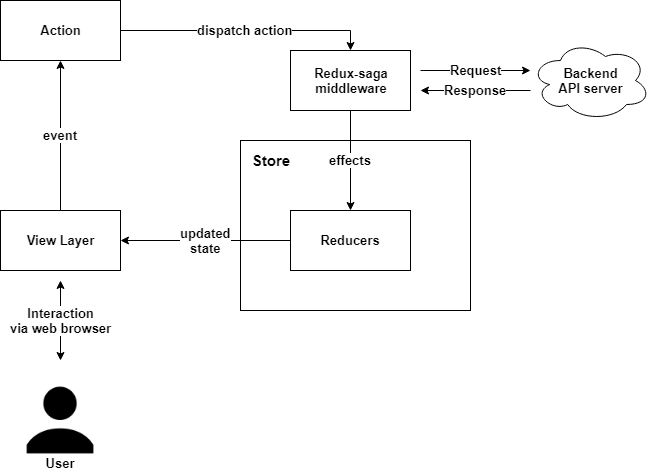 Action
dispatch action
Redux-saga
middleware
Request
Response
Backend
API server
event
Store
effects
View Layer
updated
state
Reducers
Interaction
via web browser
User